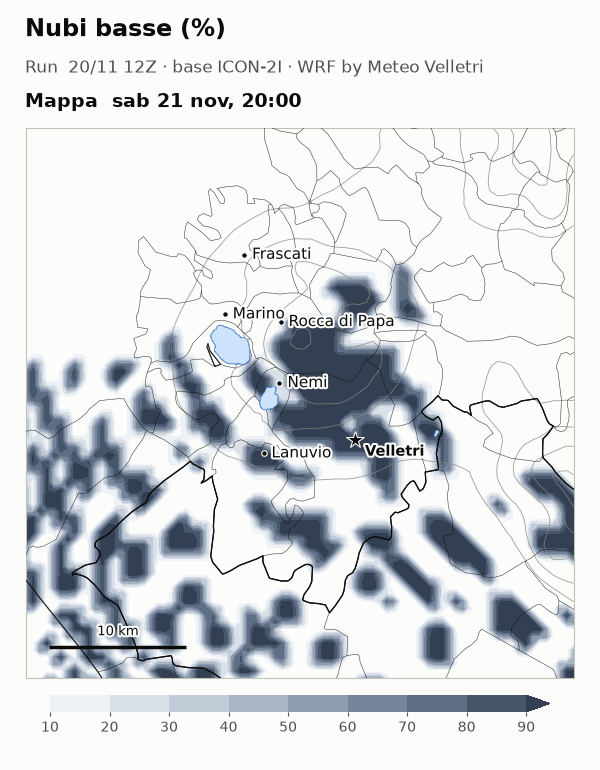 Nubi basse (%)
Run  20/11 12Z · base ICON-2I · WRF by Meteo Velletri
Mappa  sab 21 nov, 20:00
Frascati
Marino
Rocca di Papa
Nemi
Velletri
Lanuvio
10 km
10 20 30 40 50 60 70 80 90